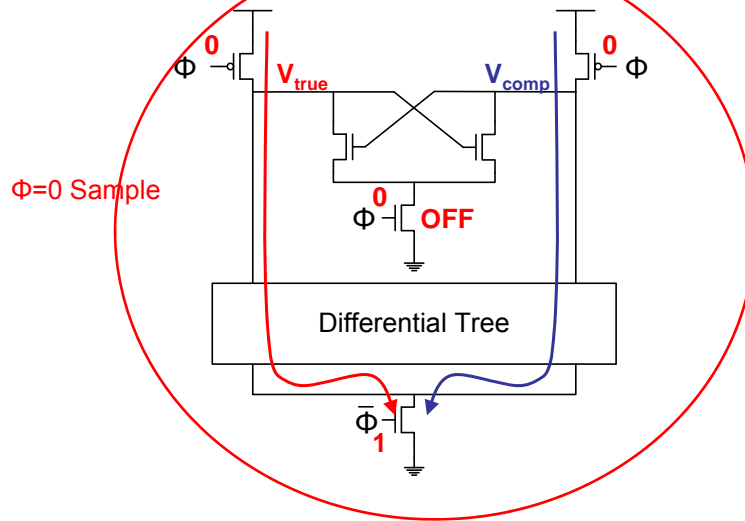 0
0
Φ
V_true
V_comp
Φ
Φ=0 Sample
0
Φ
OFF
Differential Tree
Φ̅
1